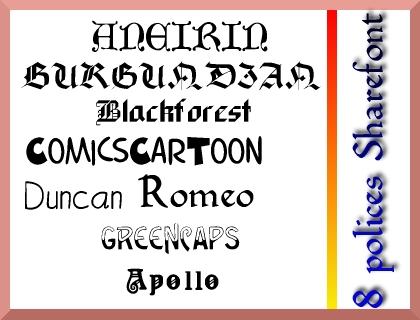 ANEIRIN
BURGUNDIAN
Blackforest
COMICSCARTOON
Duncan Romeo
GREENCAPS
Apollo
8 polices Sharefont